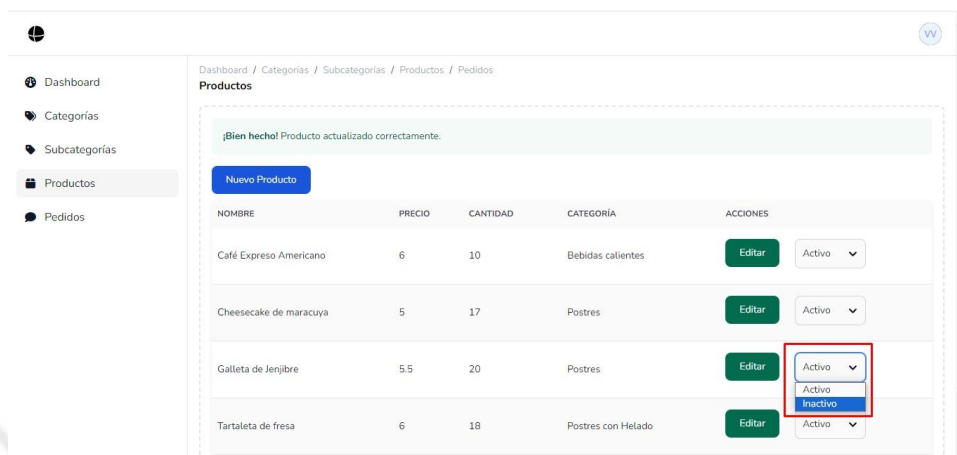 VV
Dashboard
Categorías
Subcategorías
Productos
Pedidos
Dashboard / Categorías / Subcategorías / Productos / Pedidos
Productos
¡Bien hecho! Producto actualizado correctamente.
Nuevo Producto
NOMBRE PRECIO CANTIDAD CATEGORÍA ACCIONES
Café Expreso Americano 6 10 Bebidas calientes Editar Activo
Cheesecake de maracuya 5 17 Postres Editar Activo
Galleta de Jenjibre 5.5 20 Postres Editar Activo
Activo
Inactivo
Tartaleta de fresa 6 18 Postres con Helado Editar Activo